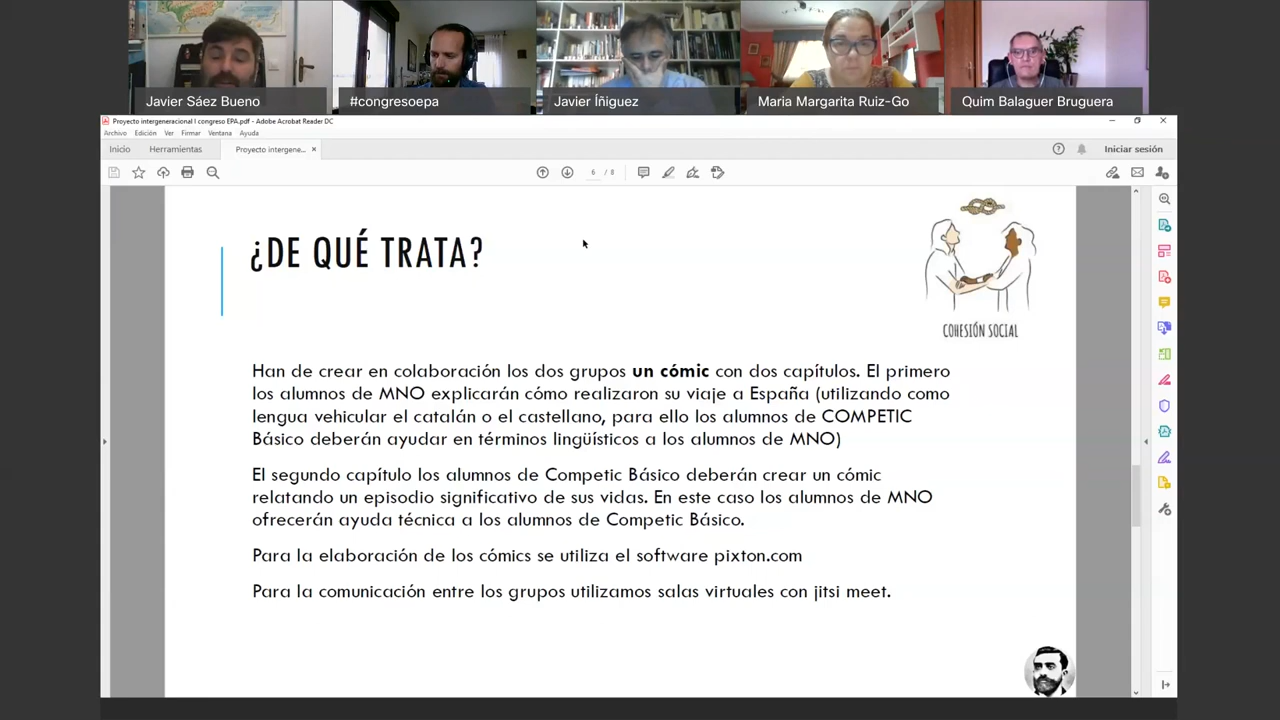 Javier Sáez Bueno
#congresoepa
Javier Íñiguez
Maria Margarita Ruiz-Go
Quim Balaguer Bruguera
Proyecto intergeneracional I congreso EPA.pdf - Adobe Acrobat Reader DC
Archivo Edición Ver Firmar Ventana Ayuda
Inicio Herramientas Proyecto intergene... × Iniciar sesión
6 / 8
¿DE QUÉ TRATA?
COHESIÓN SOCIAL
Han de crear en colaboración los dos grupos un cómic con dos capítulos. El primero
los alumnos de MNO explicarán cómo realizaron su viaje a España (utilizando como
lengua vehicular el catalán o el castellano, para ello los alumnos de COMPETIC
Básico deberán ayudar en términos lingüísticos a los alumnos de MNO)
El segundo capítulo los alumnos de Competic Básico deberán crear un cómic
relatando un episodio significativo de sus vidas. En este caso los alumnos de MNO
ofrecerán ayuda técnica a los alumnos de Competic Básico.
Para la elaboración de los cómics se utiliza el software pixton.com
Para la comunicación entre los grupos utilizamos salas virtuales con jitsi meet.